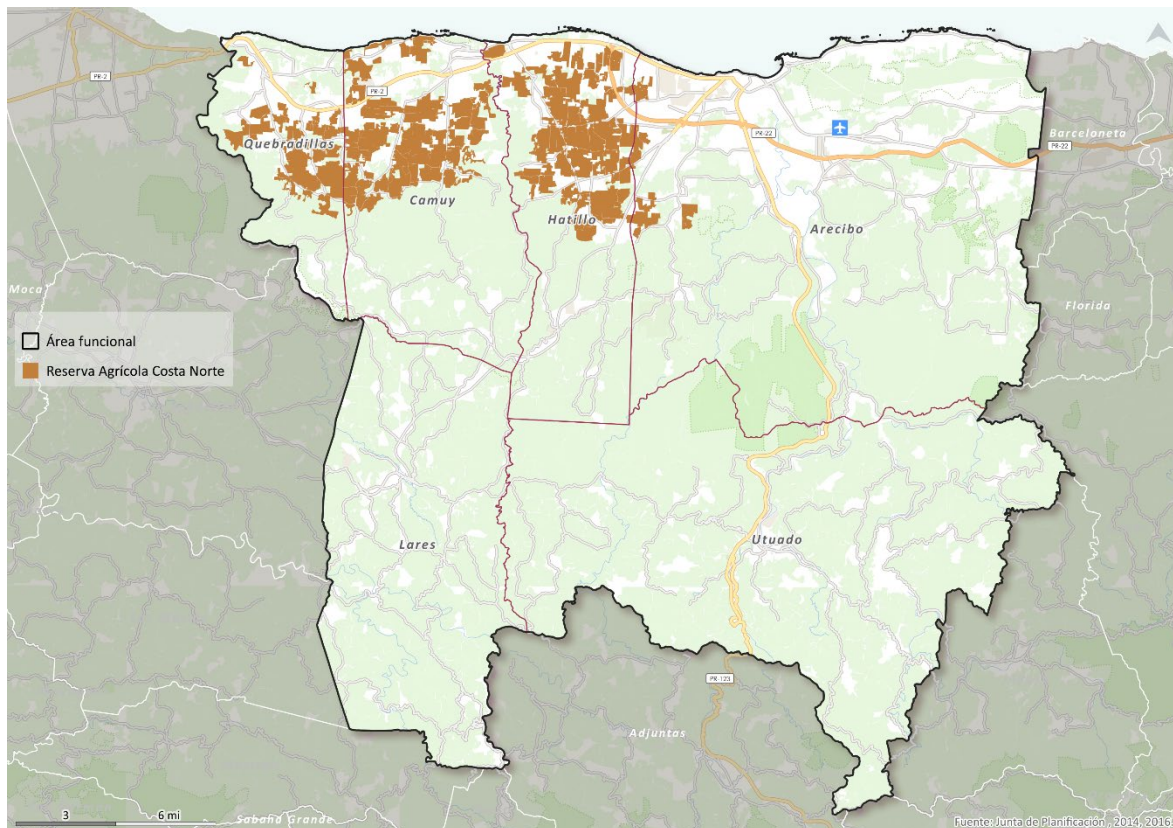 PR-2
PR-2
PR-22
Barceloneta
PR-22
Quebradillas
Camuy
Hatillo
Arecibo
Moca
Florida
Área funcional
Reserva Agrícola Costa Norte
Lares
Utuado
PR-123
Adjuntas
3
6 mi
Sabana Grande
Fuente: Junta de Planificación , 2014, 2016